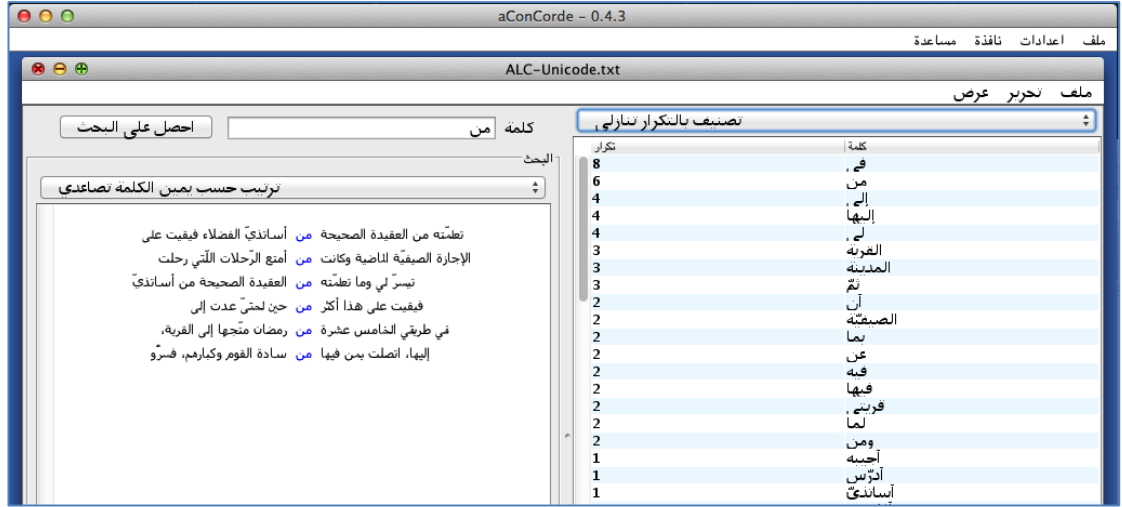 aConCorde – 0.4.3
ملف اعدادات نافذة مساعدة
ALC-Unicode.txt
ملف تحرير عرض
تصنيف بالتكرار تنازلي
كلمة تكرار
في 8
من 6
إلى 4
إليها 4
لي 4
القرية 3
المدينة 3
ثمّ 3
أن 2
الصيفيّة 2
بما 2
عن 2
فيه 2
فيها 2
قريتي 2
لما 2
ومن 2
أجيبه 1
أدرّس 1
أساتذيّ 1
كلمة من احصل على البحث
البحث
ترتيب حسب يمين الكلمة تصاعدي
تعلمّته من العقيدة الصحيحة من أساتذيّ الفضلاء فيقيت على
الإجازة الصيفيّة الماضية وكانت من أمتع الرّحلات اللّتي رحلت
تيسرّ لي وما تعلمّته من العقيدة الصحيحة من أساتذيّ
فيقيت على هذا أكثر من حين لحتىّ عدت إلى
في طريقي الخامس عشرة من رمضان متّجها إلى القرية،
إليها، اتصلت بمن فيها من سادة القوم وكبارهم، فسرّو